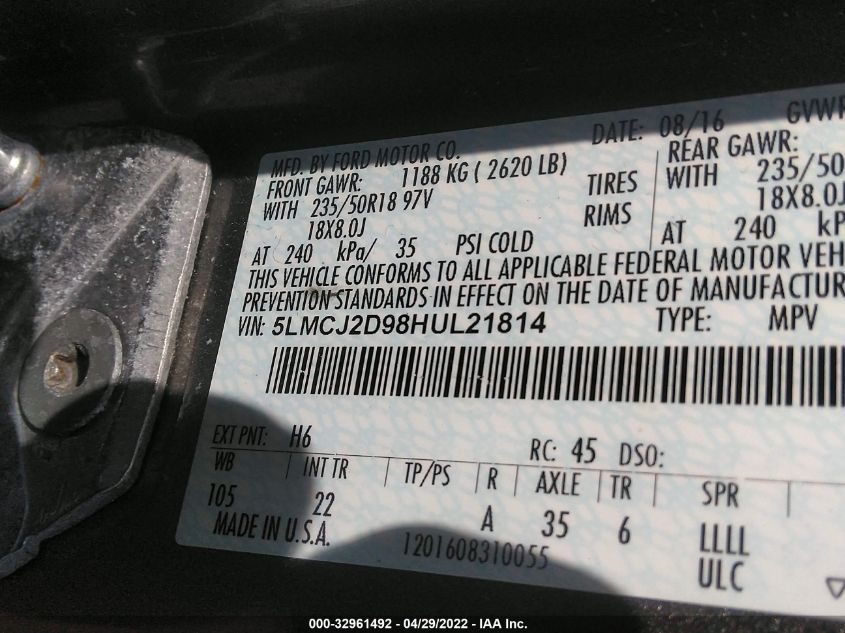 DATE: 08/16 GVWR
MFD. BY FORD MOTOR CO.
FRONT GAWR: 1188 KG ( 2620 LB) REAR GAWR:
WITH 235/50R18 97V TIRES WITH 235/50
18X8.0J RIMS 18X8.0J
AT 240 kPa/ 35 PSI COLD AT 240 kP
THIS VEHICLE CONFORMS TO ALL APPLICABLE FEDERAL MOTOR VEH
PREVENTION STANDARDS IN EFFECT ON THE DATE OF MANUFACTUR
VIN: 5LMCJ2D98HUL21814 TYPE: MPV
EXT PNT: H6 RC: 45 DSO:
WB INT TR TP/PS R AXLE TR SPR
105 22 A 35 6 LLLL
MADE IN U.S.A. 1201608310055 ULC
000-32961492 - 04/29/2022 - IAA Inc.